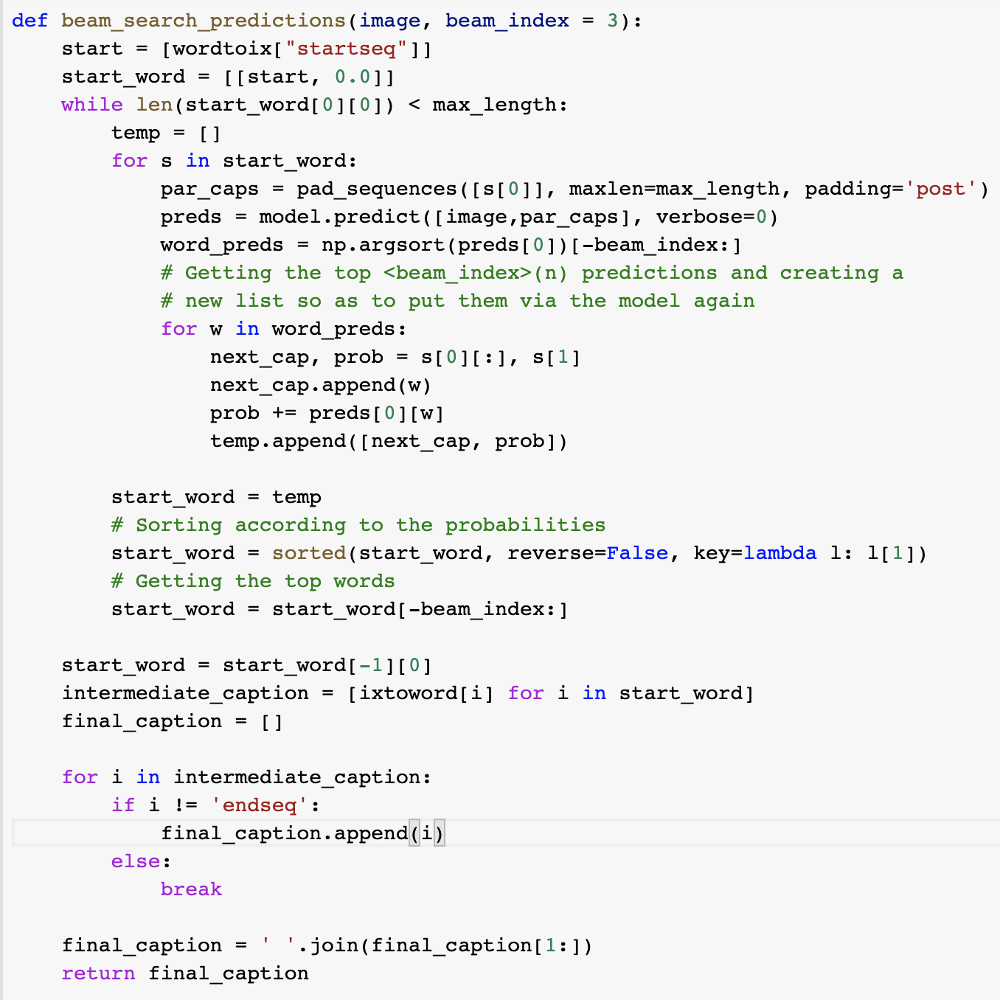 def beam_search_predictions(image, beam_index = 3):
    start = [wordtoix["startseq"]]
    start_word = [[start, 0.0]]
    while len(start_word[0][0]) < max_length:
        temp = []
        for s in start_word:
            par_caps = pad_sequences([s[0]], maxlen=max_length, padding='post')
            preds = model.predict([image,par_caps], verbose=0)
            word_preds = np.argsort(preds[0])[-beam_index:]
            # Getting the top <beam_index>(n) predictions and creating a
            # new list so as to put them via the model again
            for w in word_preds:
                next_cap, prob = s[0][:], s[1]
                next_cap.append(w)
                prob += preds[0][w]
                temp.append([next_cap, prob])

        start_word = temp
        # Sorting according to the probabilities
        start_word = sorted(start_word, reverse=False, key=lambda l: l[1])
        # Getting the top words
        start_word = start_word[-beam_index:]

    start_word = start_word[-1][0]
    intermediate_caption = [ixtoword[i] for i in start_word]
    final_caption = []

    for i in intermediate_caption:
        if i != 'endseq':
            final_caption.append(i)
        else:
            break

    final_caption = ' '.join(final_caption[1:])
    return final_caption